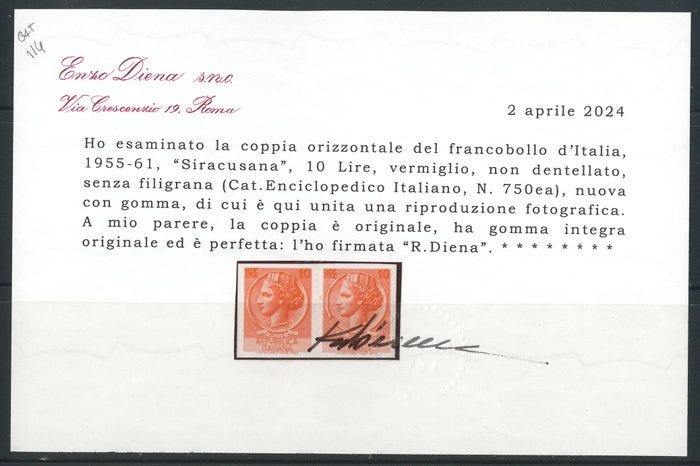 Enzo Diena s.n.c.
Via Crescenzio 19, Roma
2 aprile 2024
Ho esaminato la coppia orizzontale del francobollo d'Italia,
1955-61, "Siracusana", 10 Lire, vermiglio, non dentellato,
senza filigrana (Cat.Enciclopedico Italiano, N. 750ea), nuova
con gomma, di cui è qui unita una riproduzione fotografica.
A mio parere, la coppia è originale, ha gomma integra
originale ed è perfetta: l'ho firmata "R.Diena". * * * * * * * *
LIRE 10 LIRE 10
REPUBBLICA
ITALIANA